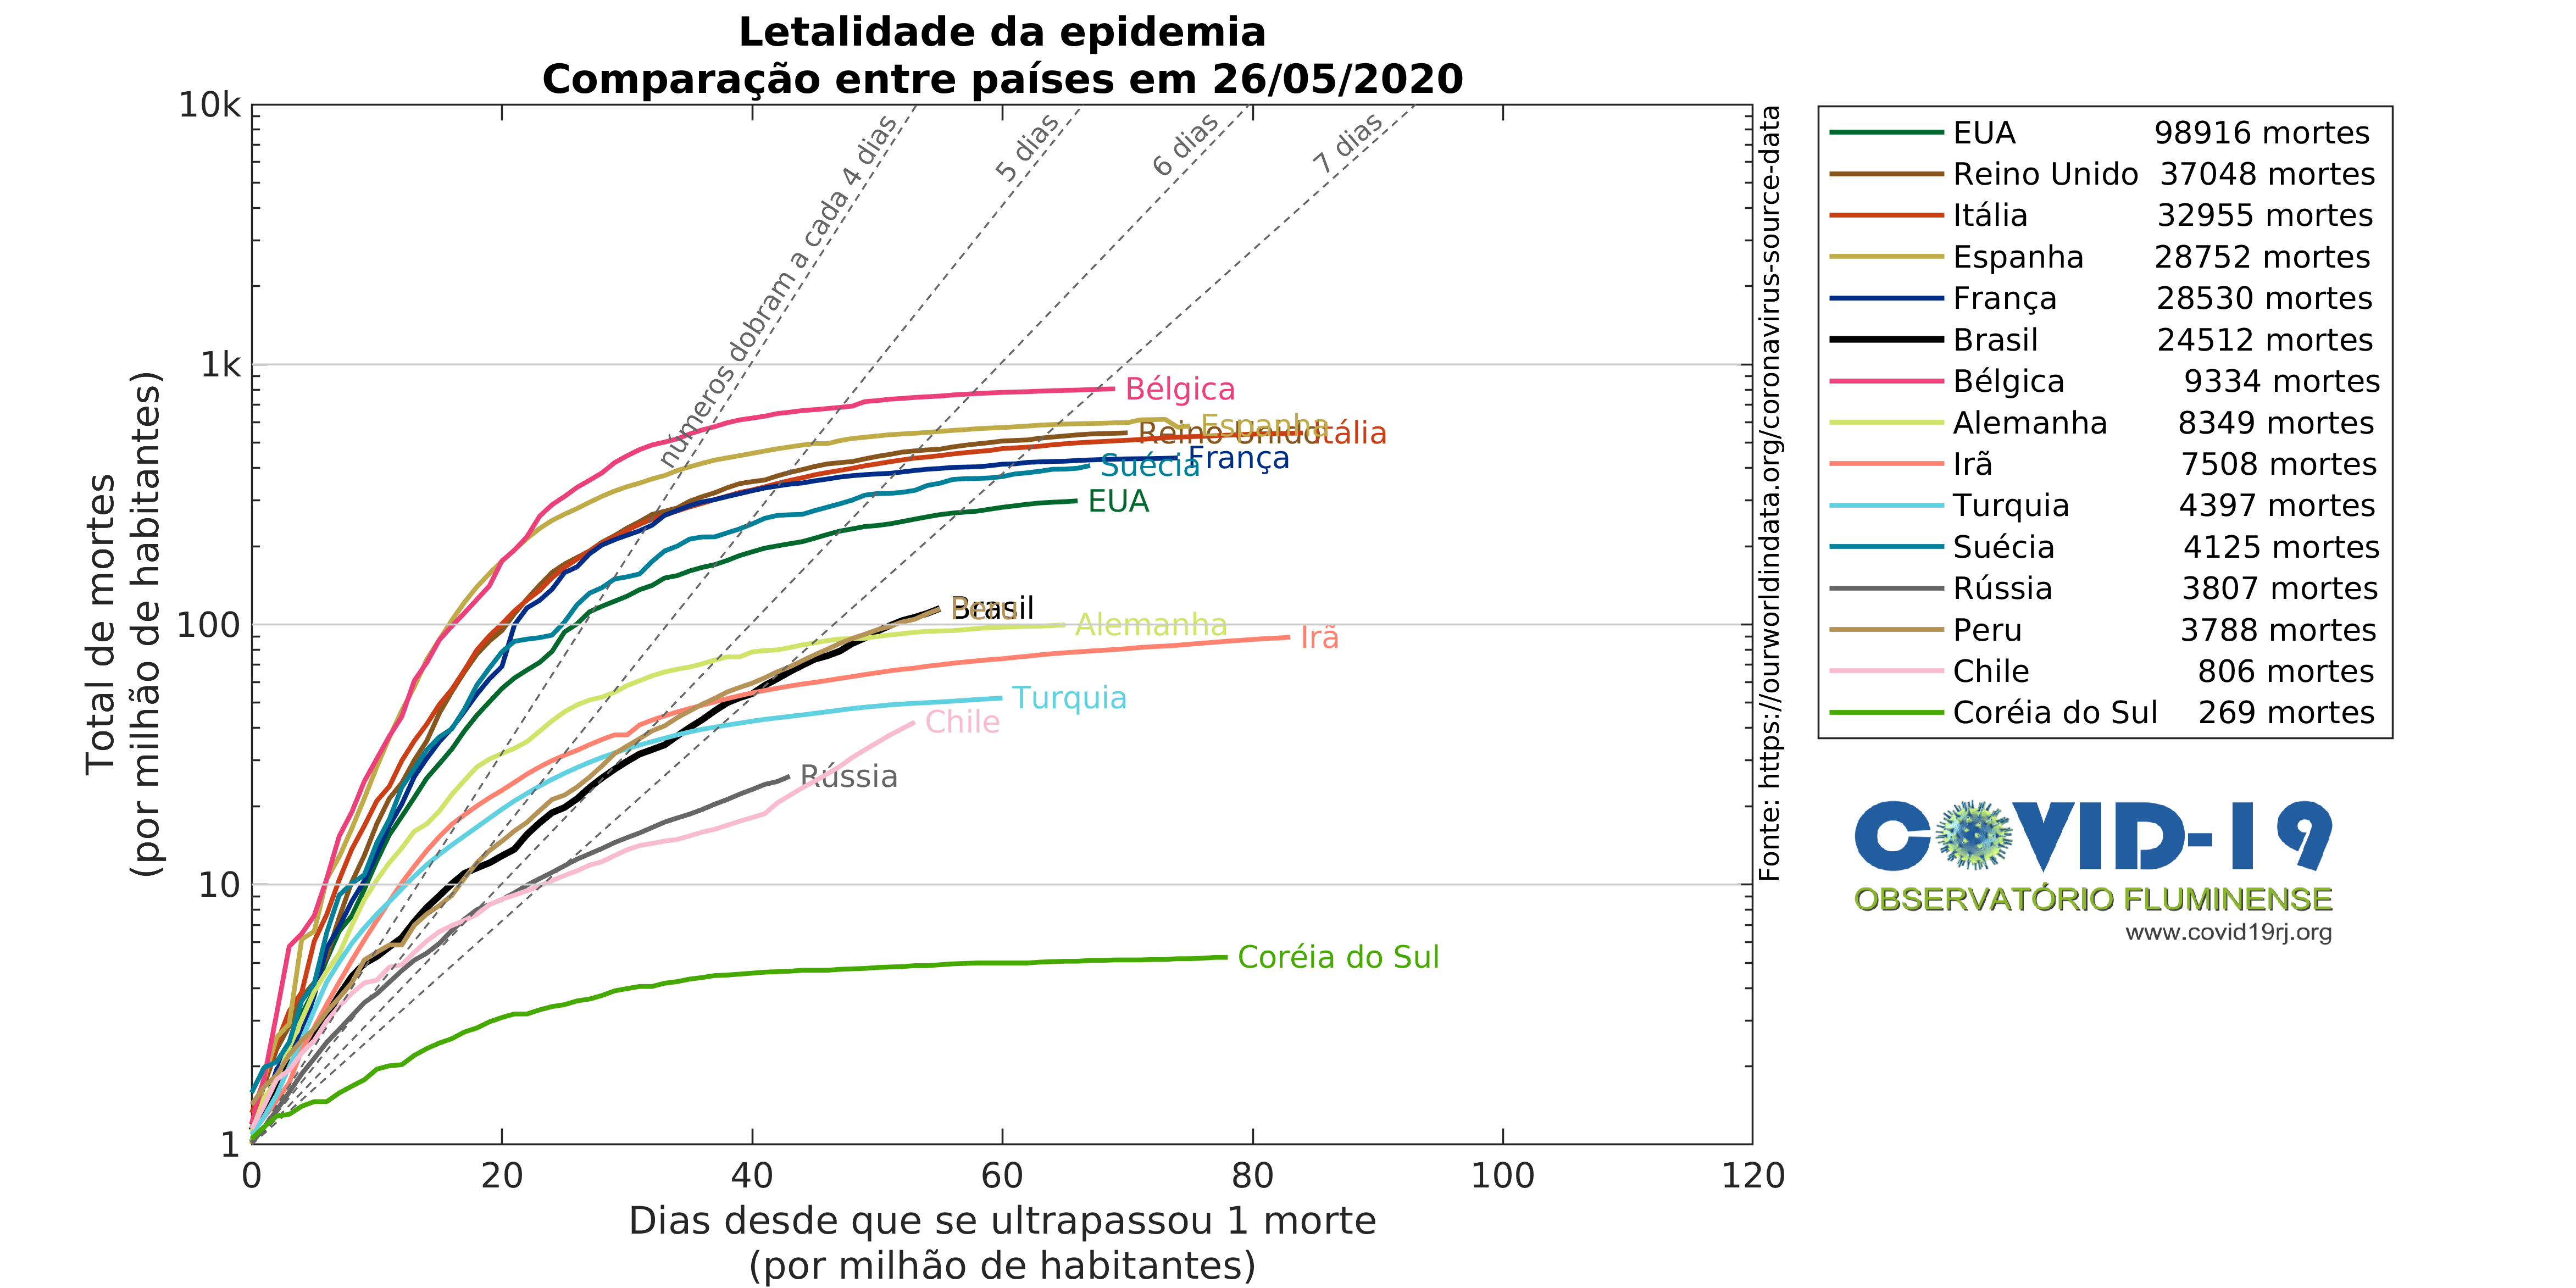 Letalidade da epidemia
Comparação entre países em 26/05/2020
10k
1k
100
10
1
0 20 40 60 80 100 120
Total de mortes
(por milhão de habitantes)
Dias desde que se ultrapassou 1 morte
(por milhão de habitantes)
números dobram a cada 4 dias
5 dias
6 dias
7 dias
Bélgica
Espanha
Reino Unido
Itália
França
Suécia
EUA
Brasil
Peru
Alemanha
Irã
Turquia
Chile
Rússia
Coréia do Sul
Fonte: https://ourworldindata.org/coronavirus-source-data
EUA 98916 mortes
Reino Unido 37048 mortes
Itália 32955 mortes
Espanha 28752 mortes
França 28530 mortes
Brasil 24512 mortes
Bélgica 9334 mortes
Alemanha 8349 mortes
Irã 7508 mortes
Turquia 4397 mortes
Suécia 4125 mortes
Rússia 3807 mortes
Peru 3788 mortes
Chile 806 mortes
Coréia do Sul 269 mortes
COVID-19
OBSERVATÓRIO FLUMINENSE
www.covid19rj.org